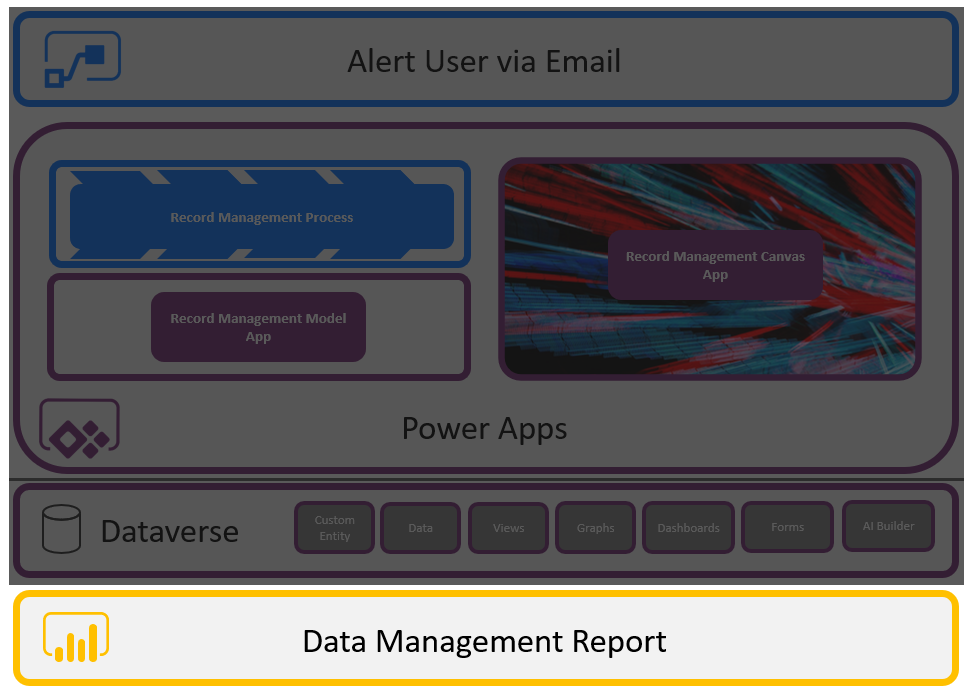 Alert User via Email
Record Management Process
Record Management Canvas
App
Record Management Model
App
Power Apps
Dataverse
Custom
Entity
Data
Views
Graphs
Dashboards
Forms
AI Builder
Data Management Report